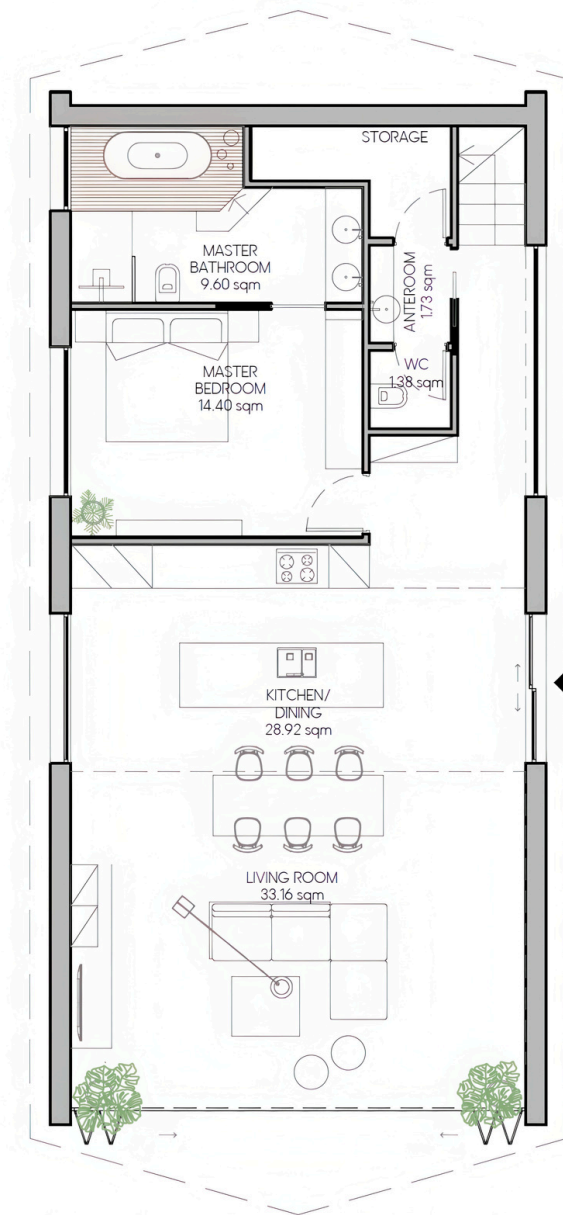 STORAGE
MASTER
BATHROOM
9.60 sqm
ANTEROOM
1.73 sqm
WC
1.38 sqm
MASTER
BEDROOM
14.40 sqm
KITCHEN/
DINING
28.92 sqm
LIVING ROOM
33.16 sqm